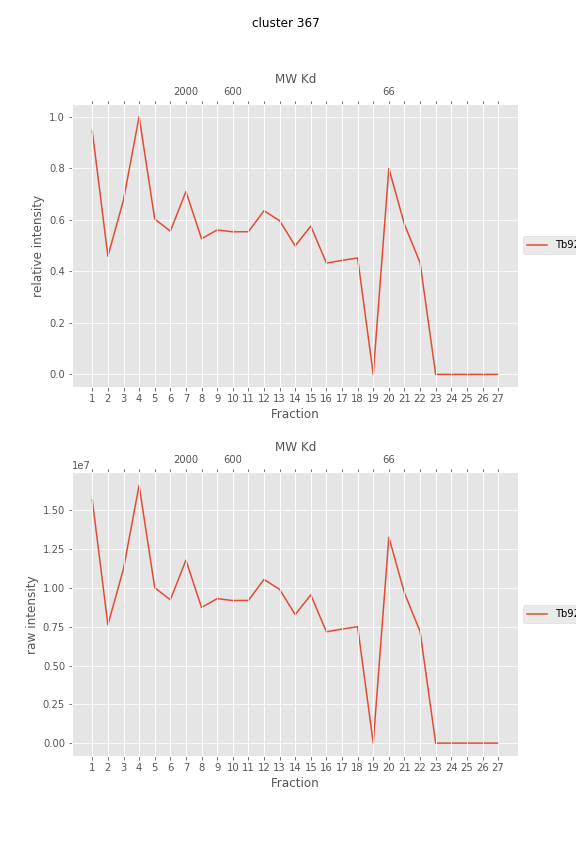 cluster 367
MW Kd
2000 600 66
1.0
0.8
0.6
0.4
0.2
0.0
relative intensity
Tb92
1 2 3 4 5 6 7 8 9 10 11 12 13 14 15 16 17 18 19 20 21 22 23 24 25 26 27
Fraction
MW Kd
1e7
2000 600 66
1.50
1.25
1.00
0.75
0.50
0.25
0.00
raw intensity
Tb92
1 2 3 4 5 6 7 8 9 10 11 12 13 14 15 16 17 18 19 20 21 22 23 24 25 26 27
Fraction